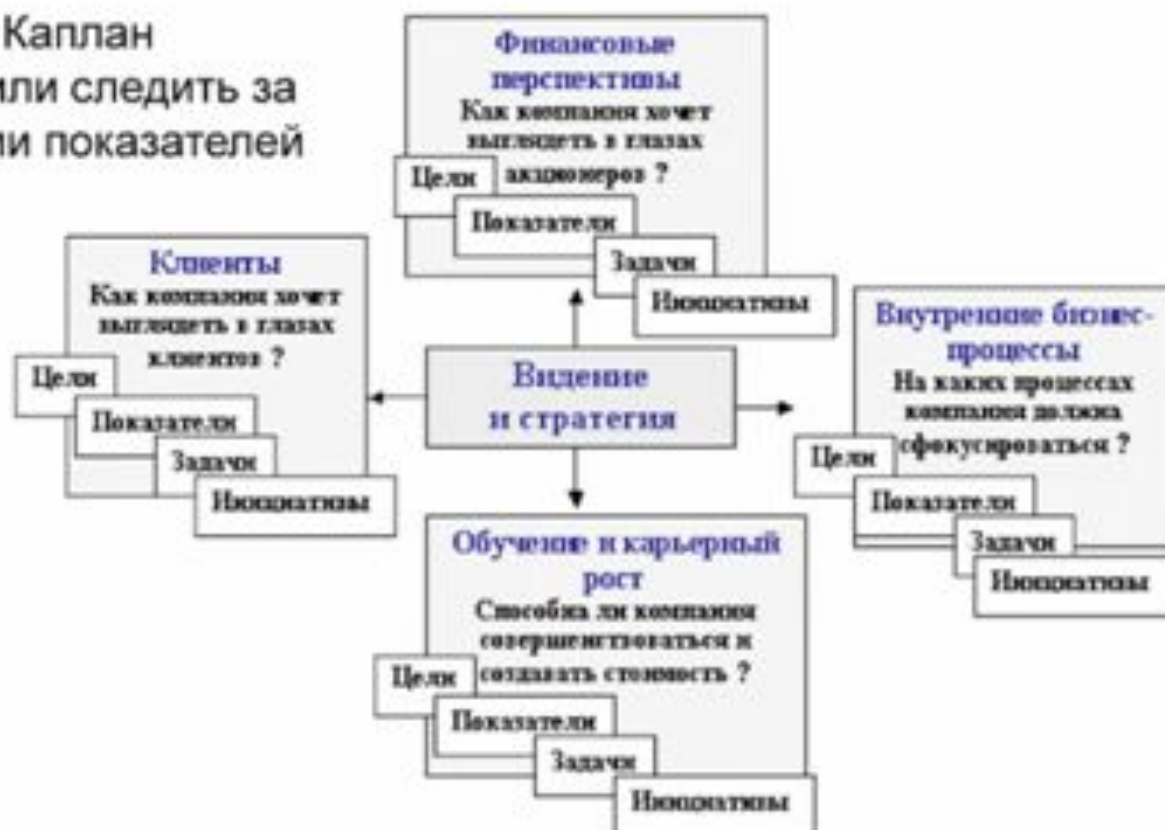 Каплан
или следить за
ии показателей
Финансовые
перспективы
Как компания хочет
выглядеть в глазах
акционеров ?
Цели
Показатели
Задачи
Инициативы
Клиенты
Как компания хочет
выглядеть в глазах
клиентов ?
Цели
Показатели
Задачи
Инициативы
Видение
и стратегия
Внутренние бизнес-
процессы
На каких процессах
компания должна
сфокусироваться ?
Цели
Показатели
Задачи
Инициативы
Обучение и карьерный
рост
Способна ли компания
совершенствоваться и
создавать стоимость ?
Цели
Показатели
Задачи
Инициативы